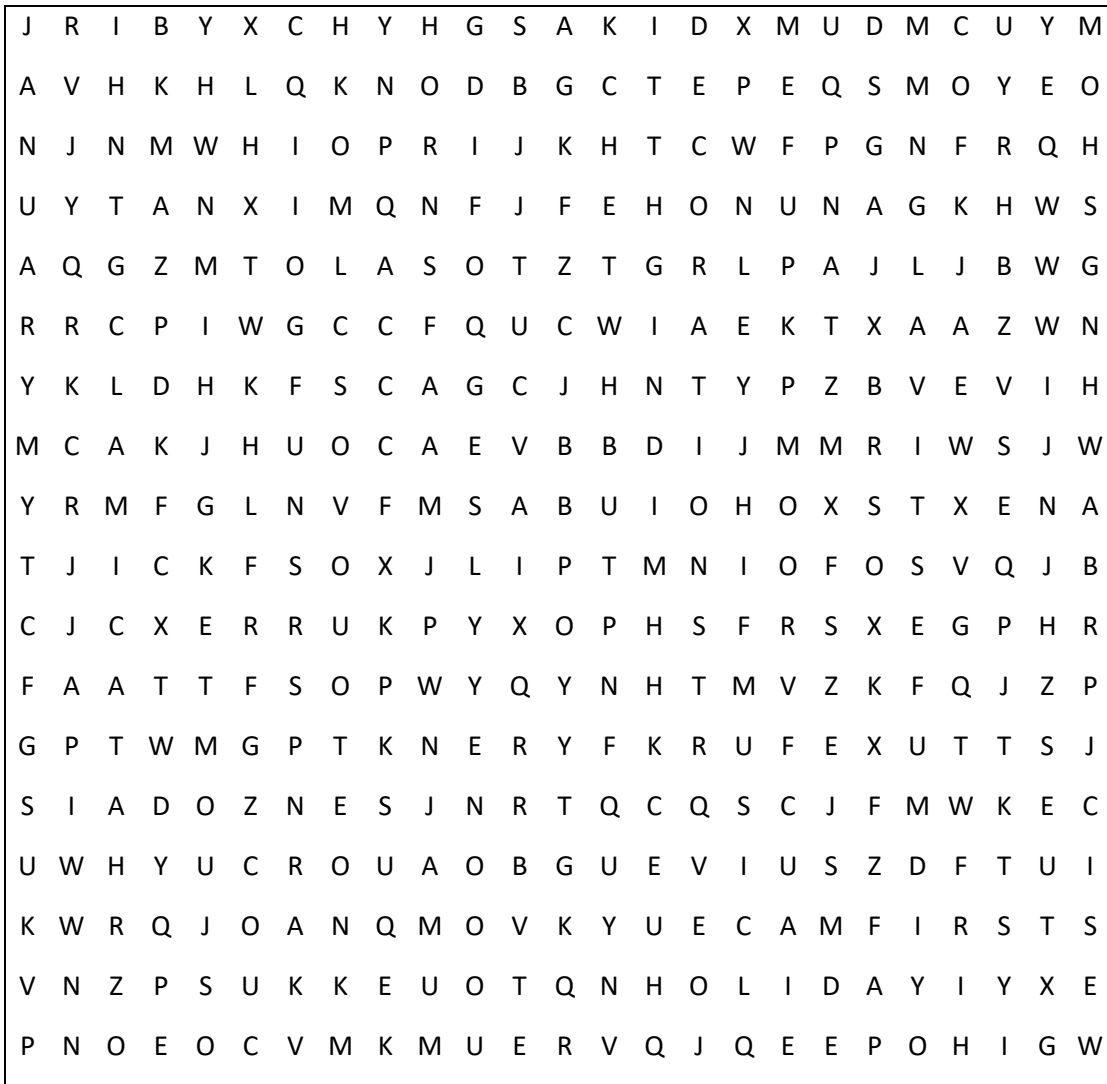 J R I B Y X C H Y H G S A K I D X M U D M C U Y M
A V H K H L Q K N O D B G C T E P E Q S M O Y E O
N J N M W H I O P R I J K H T C W F P G N F R Q H
U Y T A N X I M Q N F J F E H O N U N A G K H W S
A Q G Z M T O L A S O T Z T G R L P A J L J B W G
R R C P I W G C C F Q U C W I A E K T X A A Z W N
Y K L D H K F S C A G C J H N T Y P Z B V E V I H
M C A K J H U O C A E V B B D I J M M R I W S J W
Y R M F G L N V F M S A B U I O H O X S T X E N A
T J I C K F S O X J L I P T M N I O F O S V Q J B
C J C X E R R U K P Y X O P H S F R S X E G P H R
F A A T T F S O P W Y Q Y N H T M V Z K F Q J Z P
G P T W M G P T K N E R Y F K R U F E X U T T S J
S I A D O Z N E S J N R T Q C Q S C J F M W K E C
U W H Y U C R O U A O B G U E V I U S Z D F T U I
K W R Q J O A N Q M O V K Y U E C A M F I R S T S
V N Z P S U K K E U O T Q N H O L I D A Y I Y X E
P N O E O C V M K M U E R V Q J Q E E P O H I G W